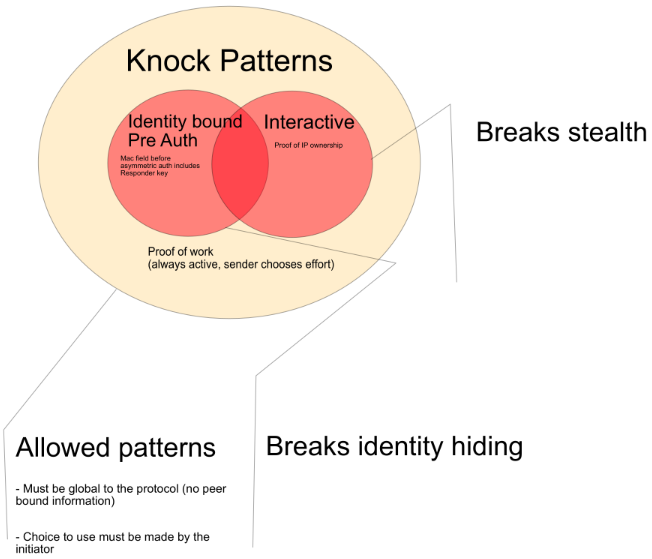 Knock Patterns
Identity bound
Pre Auth
Mac field before
asymmetric auth includes
Responder key
Interactive
Proof of IP ownership
Breaks stealth
Proof of work
(always active, sender chooses effort)
Allowed patterns
- Must be global to the protocol (no peer
bound information)
- Choice to use must be made by the
initiator
Breaks identity hiding